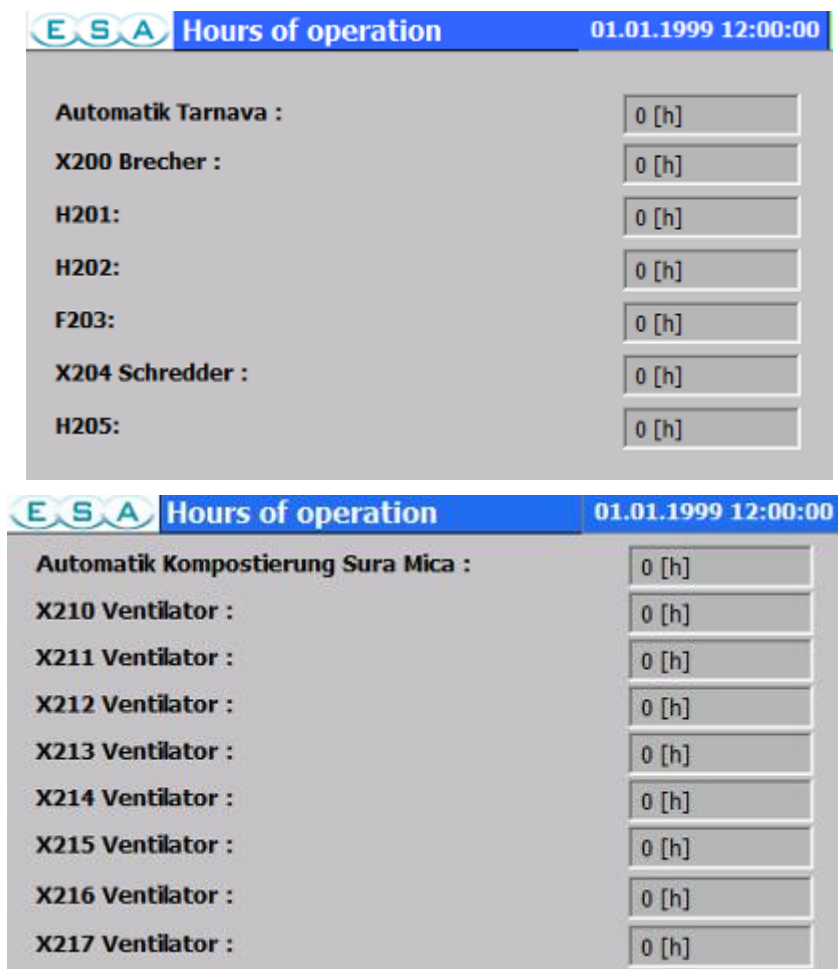 ESA Hours of operation 01.01.1999 12:00:00
Automatik Tarnava : 0 [h]
X200 Brecher : 0 [h]
H201: 0 [h]
H202: 0 [h]
F203: 0 [h]
X204 Schredder : 0 [h]
H205: 0 [h]
ESA Hours of operation 01.01.1999 12:00:00
Automatik Kompostierung Sura Mica : 0 [h]
X210 Ventilator : 0 [h]
X211 Ventilator : 0 [h]
X212 Ventilator : 0 [h]
X213 Ventilator : 0 [h]
X214 Ventilator : 0 [h]
X215 Ventilator : 0 [h]
X216 Ventilator : 0 [h]
X217 Ventilator : 0 [h]